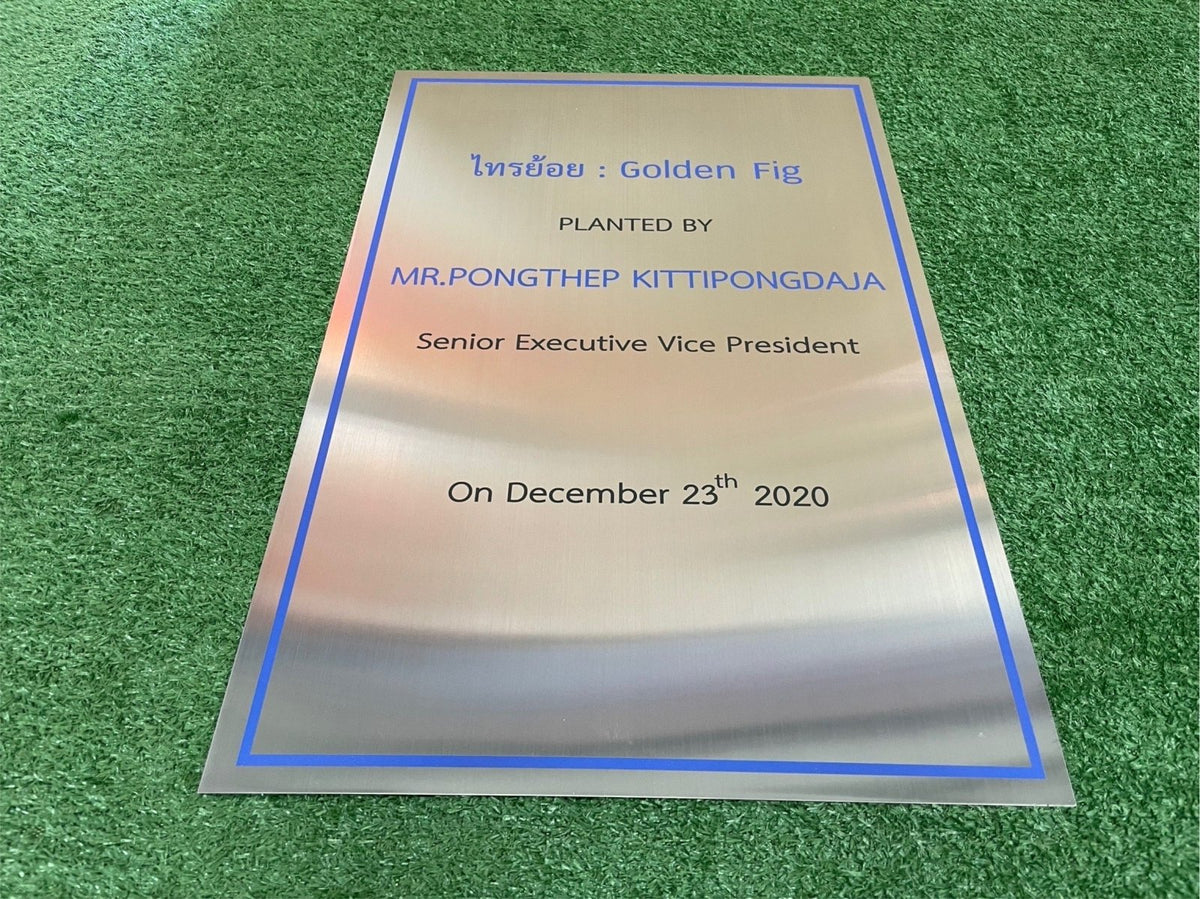 ไทรย้อย : Golden Fig
PLANTED BY
MR.PONGTHEP KITTIPONGDAJA
Senior Executive Vice President
On December 23th 2020